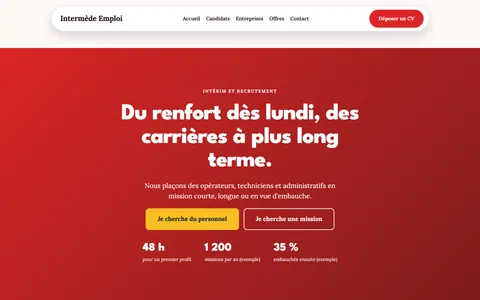 Intermède Emploi
Accueil Candidats Entreprises Offres Contact
Déposer un CV
INTÉRIM ET RECRUTEMENT
Du renfort dès lundi, des
carrières à plus long
terme.
Nous plaçons des opérateurs, techniciens et administratifs en
mission courte, longue ou en vue d'embauche.
Je cherche du personnel
Je cherche une mission
48 h 1 200 35 %
pour un premier profil missions par an (exemple) embauchés ensuite (exemple)